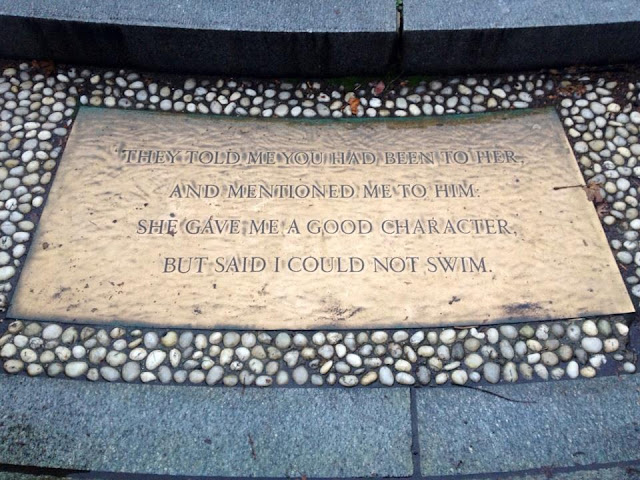 THEY TOLD ME YOU HAD BEEN TO HER,
AND MENTIONED ME TO HIM:
SHE GAVE ME A GOOD CHARACTER,
BUT SAID I COULD NOT SWIM.